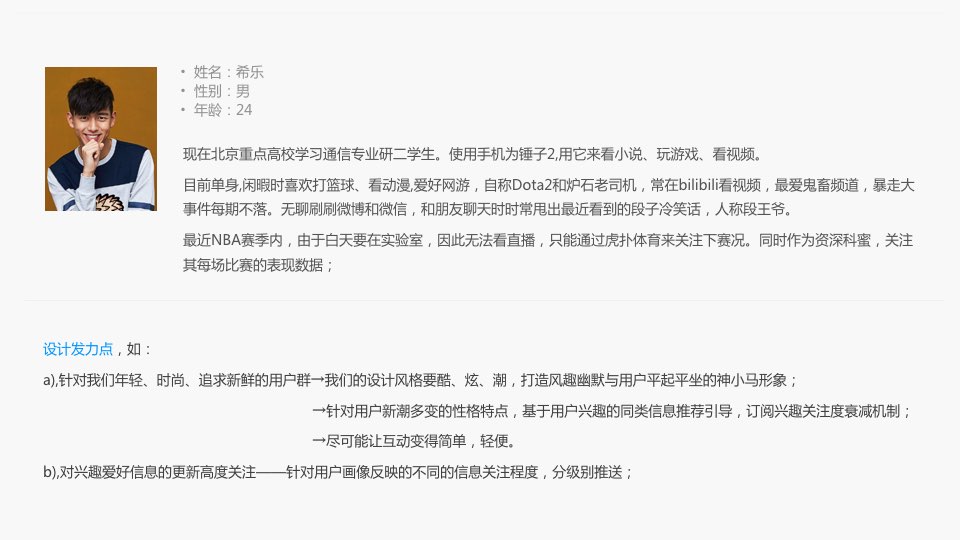 • 姓名：希乐
• 性别：男
• 年龄：24
现在北京重点高校学习通信专业研二学生。使用手机为锤子2,用它来看小说、玩游戏、看视频。
目前单身,闲暇时喜欢打篮球、看动漫,爱好网游，自称Dota2和炉石老司机，常在bilibili看视频，最爱鬼畜频道，暴走大
事件每期不落。无聊刷刷微博和微信，和朋友聊天时时常甩出最近看到的段子冷笑话，人称段王爷。
最近NBA赛季内，由于白天要在实验室，因此无法看直播，只能通过虎扑体育来关注下赛况。同时作为资深科蜜，关注
其每场比赛的表现数据；
设计发力点，如：
a),针对我们年轻、时尚、追求新鲜的用户群→我们的设计风格要酷、炫、潮，打造风趣幽默与用户平起平坐的神小马形象；
→针对用户新潮多变的性格特点，基于用户兴趣的同类信息推荐引导，订阅兴趣关注度衰减机制；
→尽可能让互动变得简单，轻便。
b),对兴趣爱好信息的更新高度关注——针对用户画像反映的不同的信息关注程度，分级别推送；